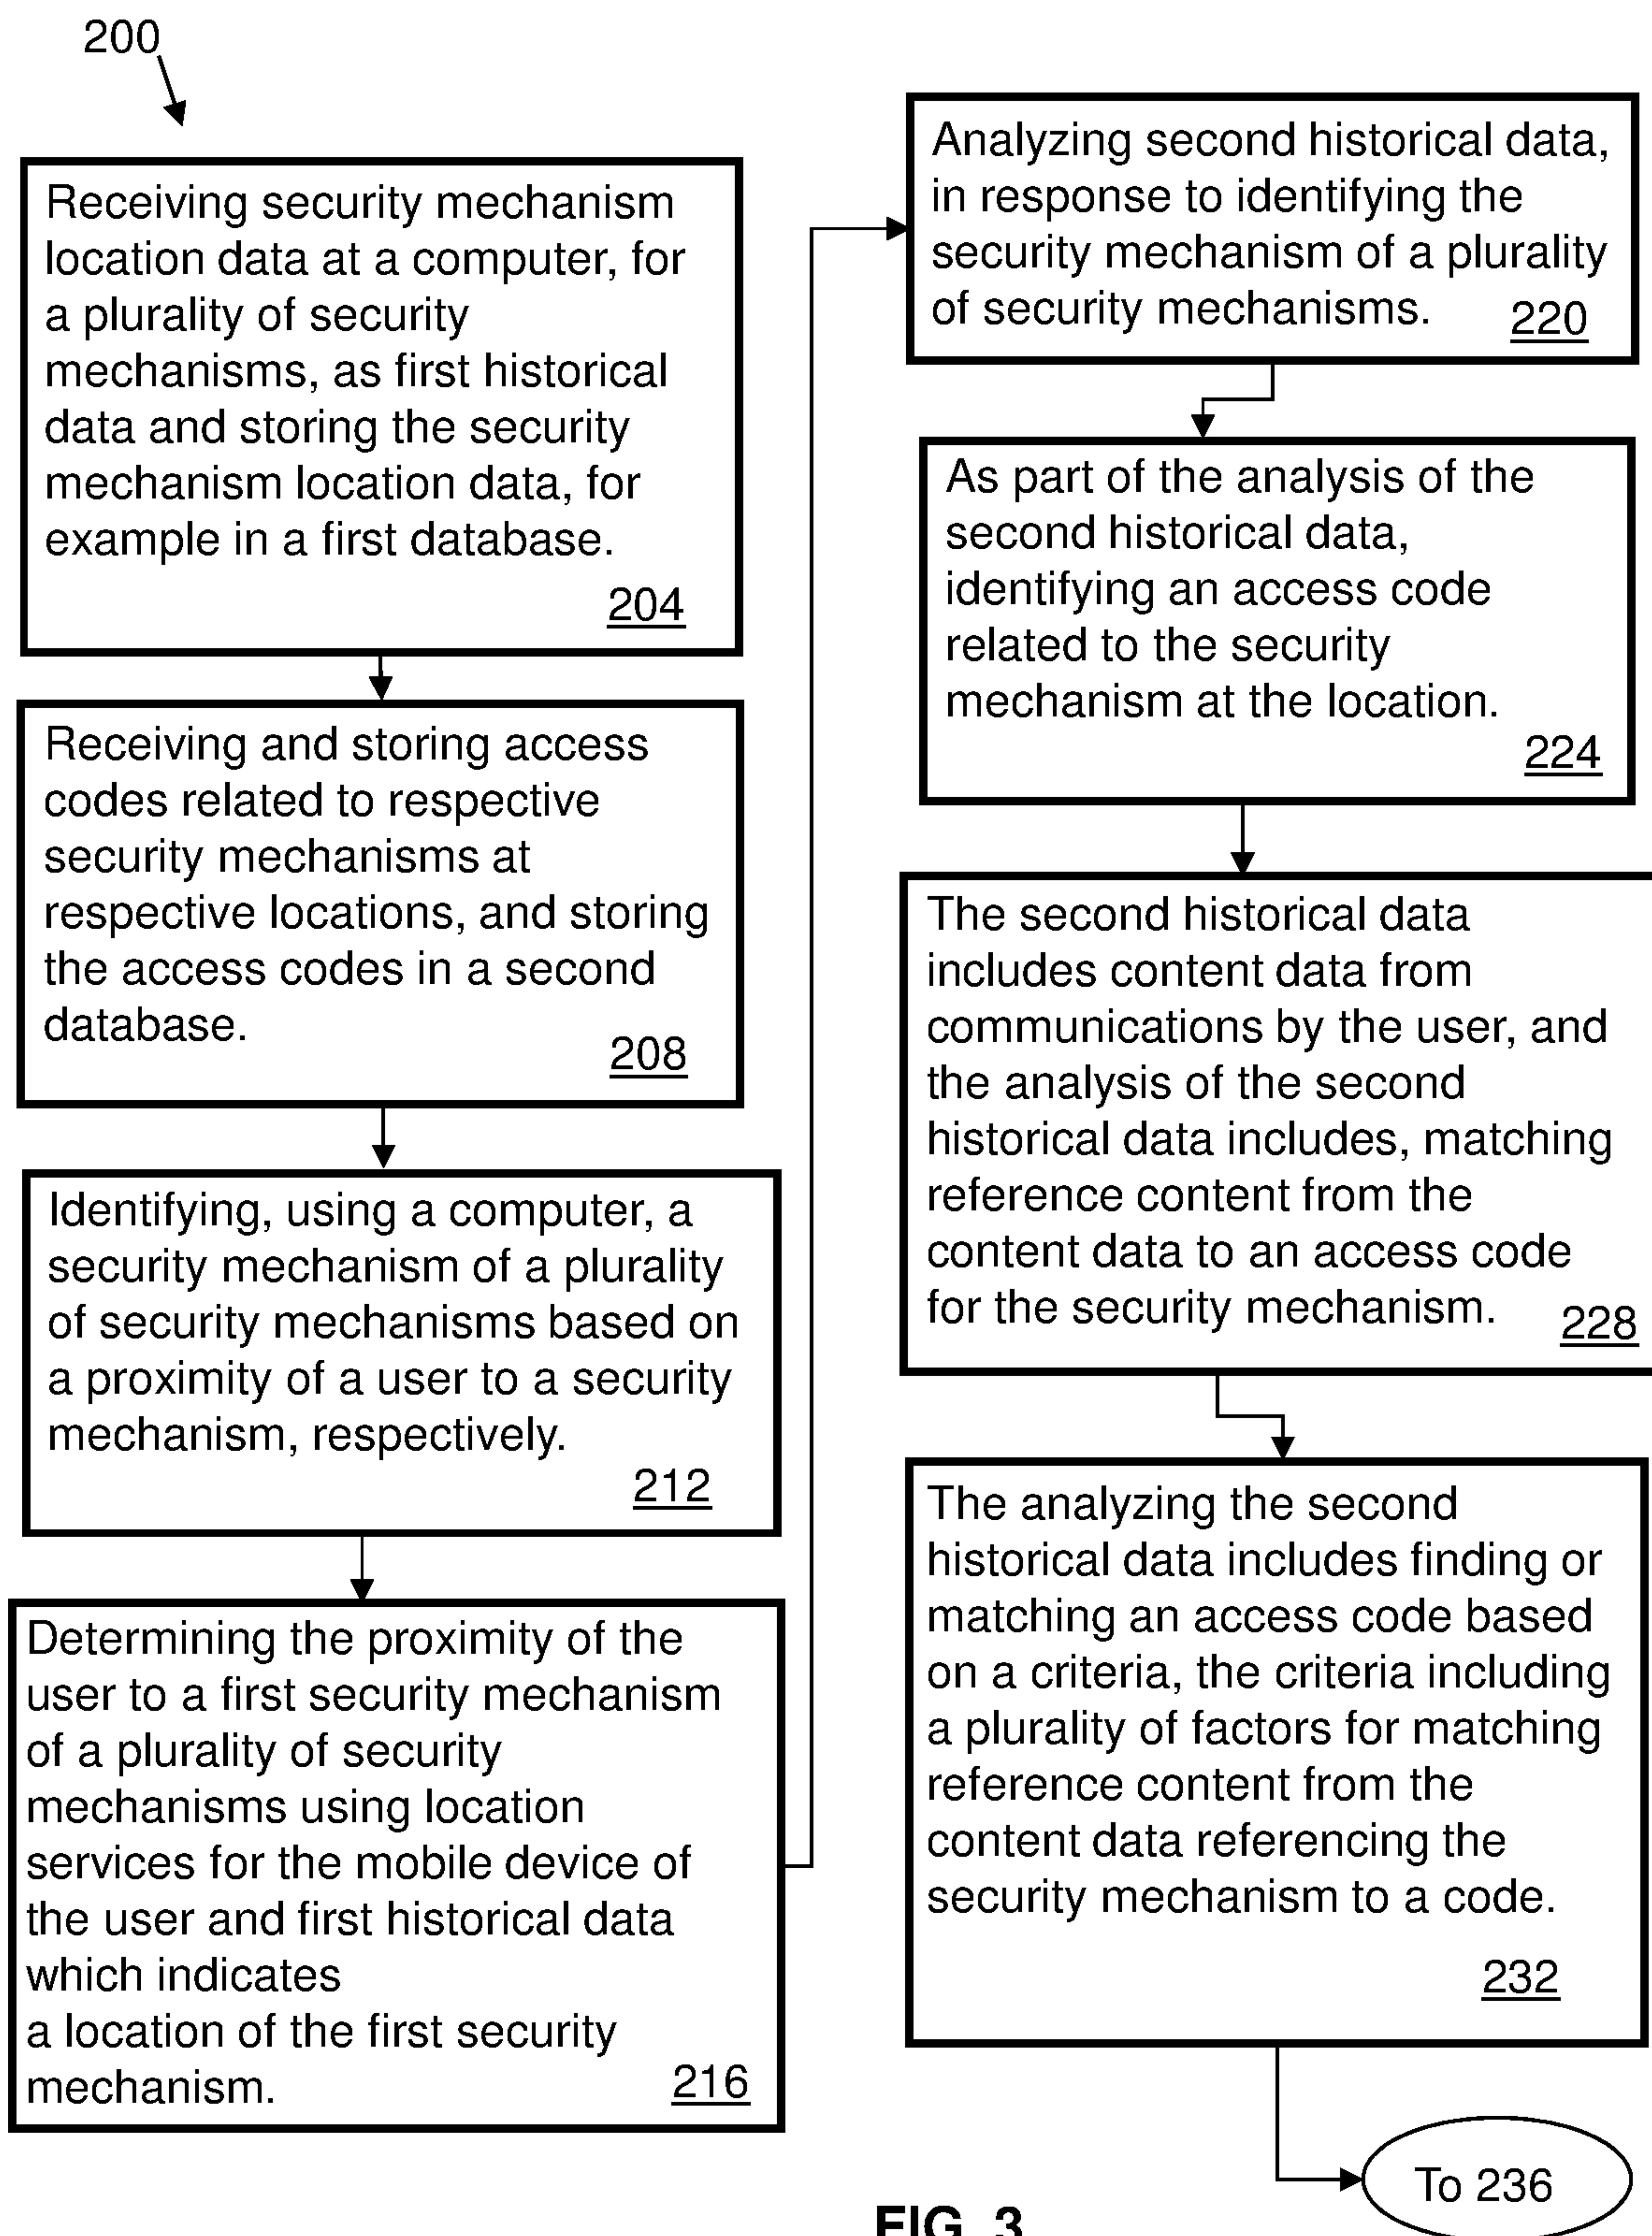 200
Receiving security mechanism
location data at a computer, for
a plurality of security
mechanisms, as first historical
data and storing the security
mechanism location data, for
example in a first database.
204
Receiving and storing access
codes related to respective
security mechanisms at
respective locations, and storing
the access codes in a second
database.
208
Identifying, using a computer, a
security mechanism of a plurality
of security mechanisms based on
a proximity of a user to a security
mechanism, respectively.
212
Determining the proximity of the
user to a first security mechanism
of a plurality of security
mechanisms using location
services for the mobile device of
the user and first historical data
which indicates
a location of the first security
mechanism.
216
Analyzing second historical data,
in response to identifying the
security mechanism of a plurality
of security mechanisms.
220
As part of the analysis of the
second historical data,
identifying an access code
related to the security
mechanism at the location.
224
The second historical data
includes content data from
communications by the user, and
the analysis of the second
historical data includes, matching
reference content from the
content data to an access code
for the security mechanism.
228
The analyzing the second
historical data includes finding or
matching an access code based
on a criteria, the criteria including
a plurality of factors for matching
reference content from the
content data referencing the
security mechanism to a code.
232
To 236
FIG. 3